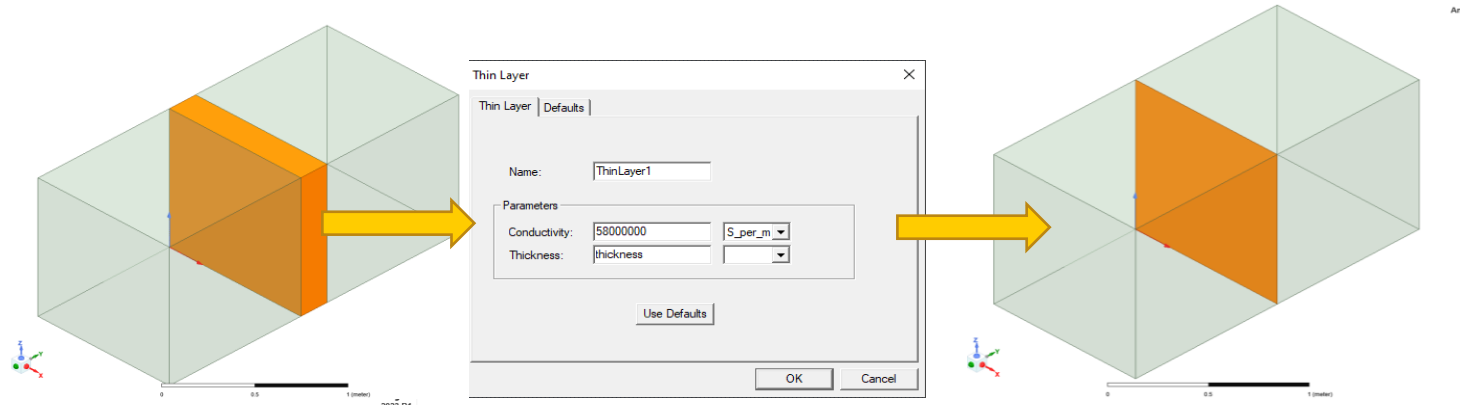 Thin Layer
Thin Layer Defaults
Name: ThinLayer1
Parameters
Conductivity: 58000000 S_per_m
Thickness: thickness
Use Defaults
OK Cancel
Z
Y
X
0 0.5 1 (meter)
Z
Y
X
0 0.5 1 (meter)